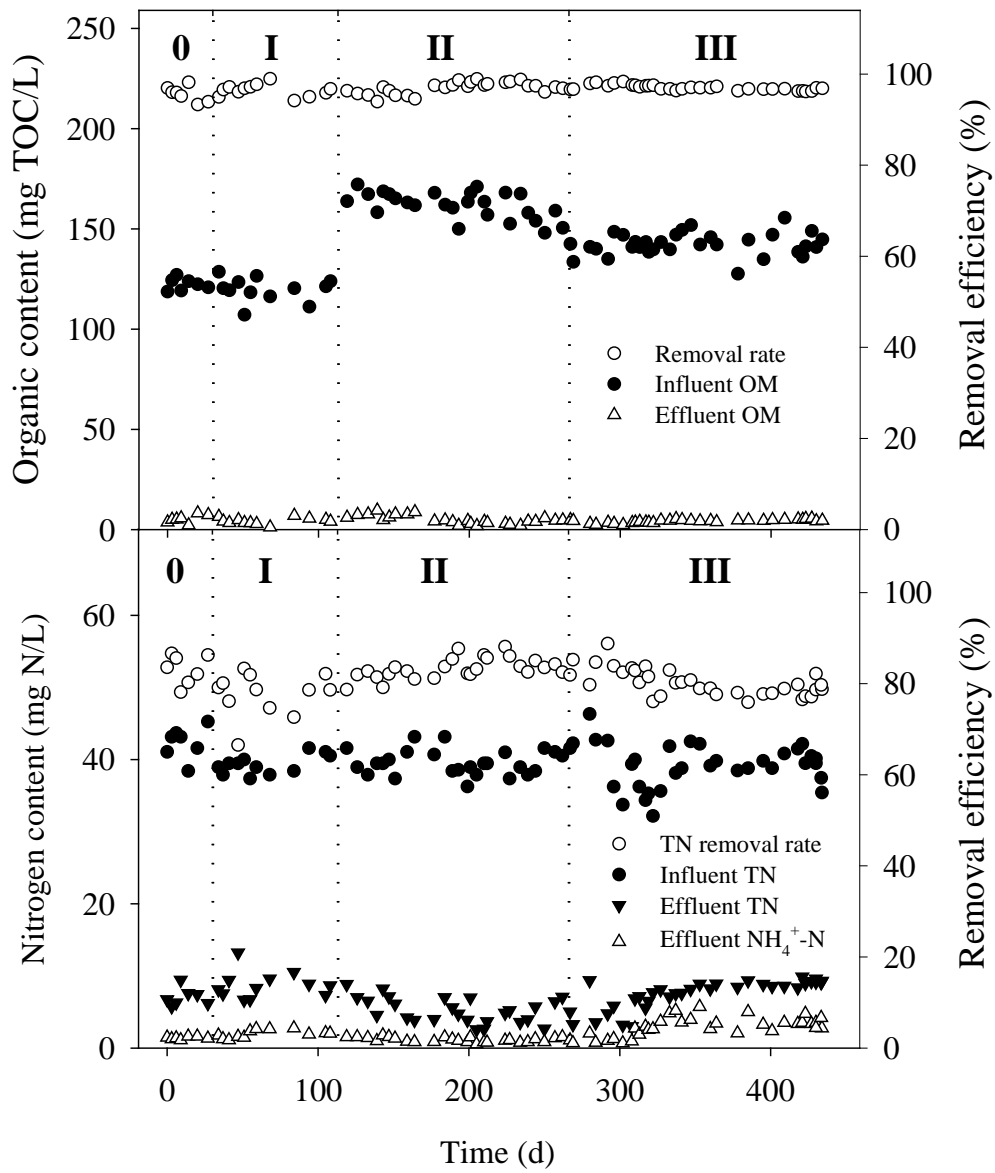 0 I II III
Organic content (mg TOC/L)
250
200
150
100
50
0
Removal efficiency (%)
100
80
60
40
20
0
Removal rate
Influent OM
Effluent OM
0 I II III
Nitrogen content (mg N/L)
60
40
20
0
Removal efficiency (%)
100
80
60
40
20
0
TN removal rate
Influent TN
Effluent TN
Effluent NH₄⁺-N
0 100 200 300 400
Time (d)